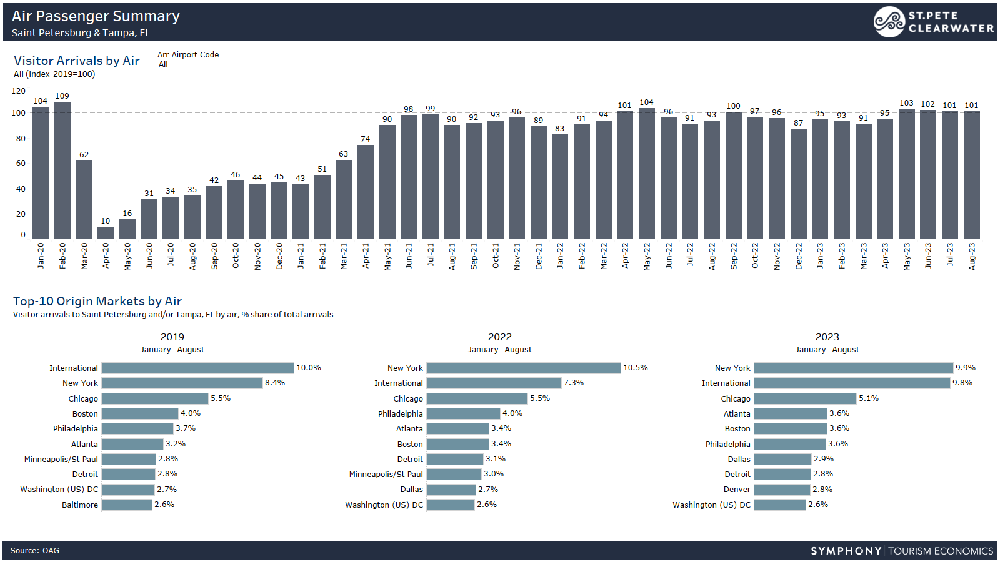 Air Passenger Summary
Saint Petersburg & Tampa, FL
ST.PETE
CLEARWATER
Visitor Arrivals by Air
All (Index 2019=100)
Arr Airport Code
All
120
100
80
60
40
20
0
104 109 62 10 16 31 34 35 42 46 44 45 43 51 63 74 90 98 99 90 92 93 96 89 83 91 94 101 104 96 91 93 100 97 96 87 95 93 91 95 103 102 101 101
Jan-20 Feb-20 Mar-20 Apr-20 May-20 Jun-20 Jul-20 Aug-20 Sep-20 Oct-20 Nov-20 Dec-20 Jan-21 Feb-21 Mar-21 Apr-21 May-21 Jun-21 Jul-21 Aug-21 Sep-21 Oct-21 Nov-21 Dec-21 Jan-22 Feb-22 Mar-22 Apr-22 May-22 Jun-22 Jul-22 Aug-22 Sep-22 Oct-22 Nov-22 Dec-22 Jan-23 Feb-23 Mar-23 Apr-23 May-23 Jun-23 Jul-23 Aug-23
Top-10 Origin Markets by Air
Visitor arrivals to Saint Petersburg and/or Tampa, FL by air, % share of total arrivals
2019
January - August
International 10.0%
New York 8.4%
Chicago 5.5%
Boston 4.0%
Philadelphia 3.7%
Atlanta 3.2%
Minneapolis/St Paul 2.8%
Detroit 2.8%
Washington (US) DC 2.7%
Baltimore 2.6%
2022
January - August
New York 10.5%
International 7.3%
Chicago 5.5%
Philadelphia 4.0%
Atlanta 3.4%
Boston 3.4%
Detroit 3.1%
Minneapolis/St Paul 3.0%
Dallas 2.7%
Washington (US) DC 2.6%
2023
January - August
New York 9.9%
International 9.8%
Chicago 5.1%
Atlanta 3.6%
Boston 3.6%
Philadelphia 3.6%
Dallas 2.9%
Detroit 2.8%
Denver 2.8%
Washington (US) DC 2.6%
Source: OAG
SYMPHONY | TOURISM ECONOMICS